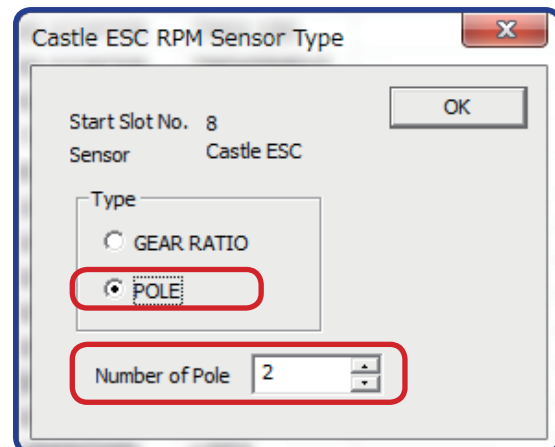 Castle ESC RPM Sensor Type
OK
Start Slot No. 8
Sensor Castle ESC
Type
GEAR RATIO
POLE
Number of Pole 2